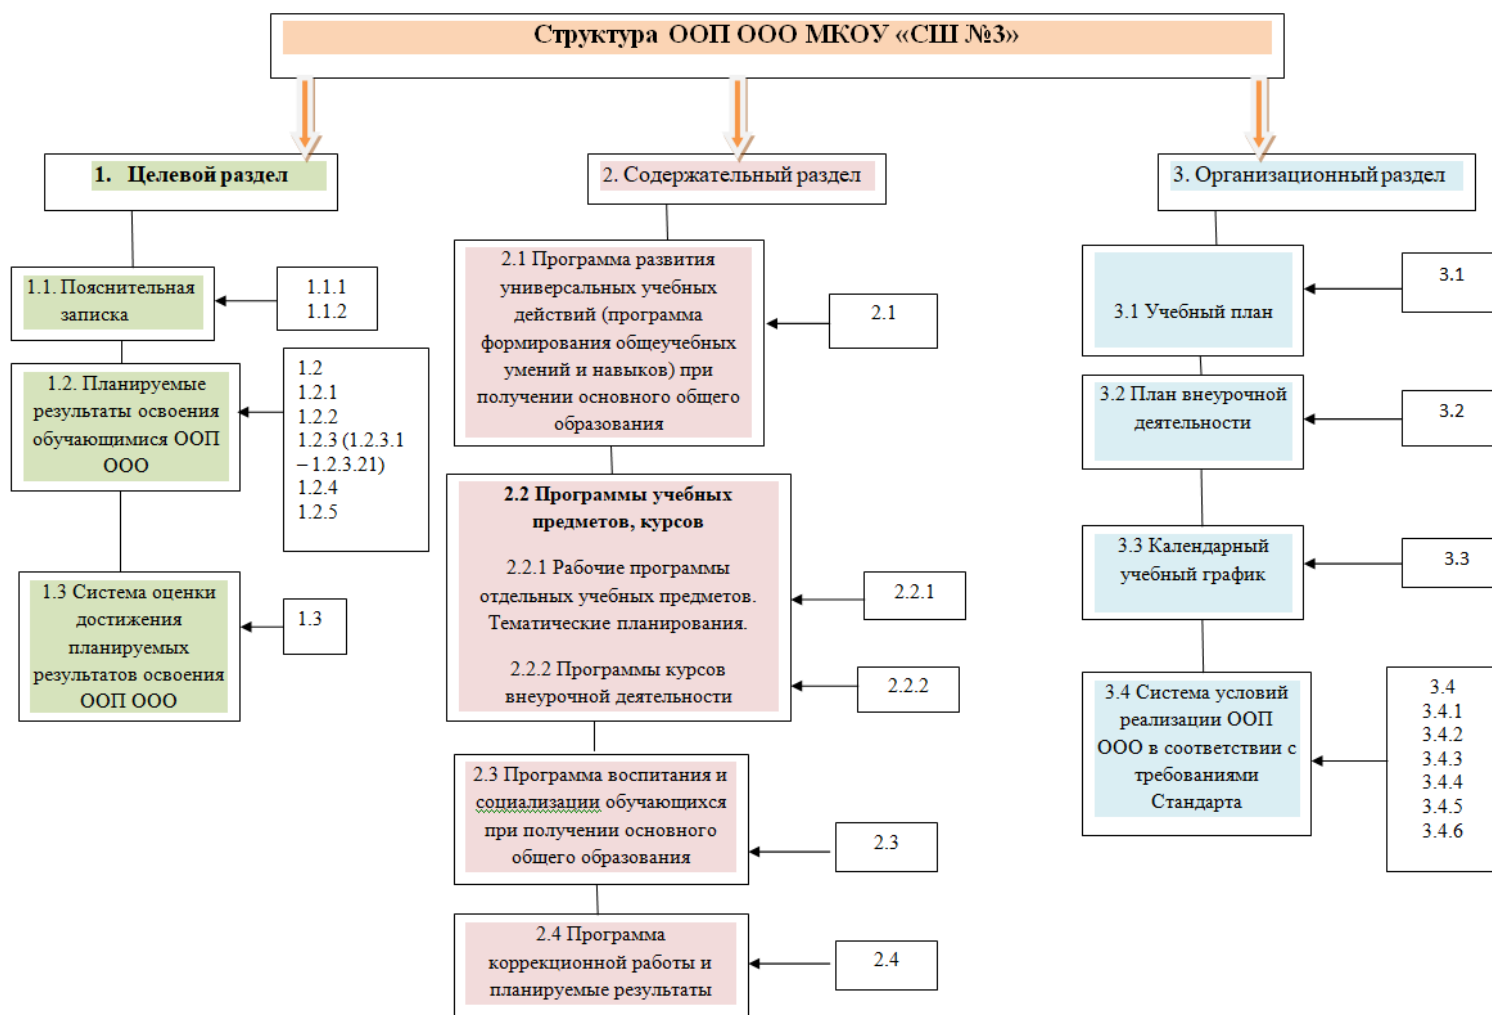 Структура ООП ООО МКОУ «СШ №3»
1. Целевой раздел
1.1. Пояснительная
записка
1.1.1
1.1.2
1.2. Планируемые
результаты освоения
обучающимися ООП
ООО
1.2
1.2.1
1.2.2
1.2.3 (1.2.3.1
– 1.2.3.21)
1.2.4
1.2.5
1.3 Система оценки
достижения
планируемых
результатов освоения
ООП ООО
1.3
2. Содержательный раздел
2.1 Программа развития
универсальных учебных
действий (программа
формирования общеучебных
умений и навыков) при
получении основного общего
образования
2.1
2.2 Программы учебных
предметов, курсов
2.2.1 Рабочие программы
отдельных учебных предметов.
Тематические планирования.
2.2.1
2.2.2 Программы курсов
внеурочной деятельности
2.2.2
2.3 Программа воспитания и
социализации обучающихся
при получении основного
общего образования
2.3
2.4 Программа
коррекционной работы и
планируемые результаты
2.4
3. Организационный раздел
3.1 Учебный план
3.1
3.2 План внеурочной
деятельности
3.2
3.3 Календарный
учебный график
3.3
3.4 Система условий
реализации ООП
ООО в соответствии с
требованиями
Стандарта
3.4
3.4.1
3.4.2
3.4.3
3.4.4
3.4.5
3.4.6